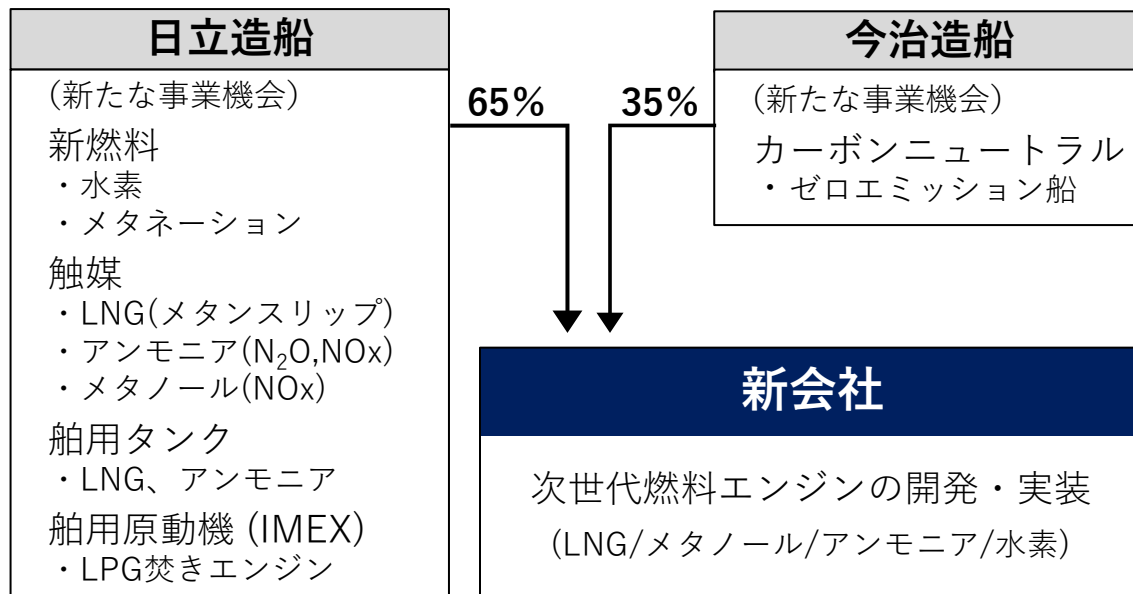 日立造船
(新たな事業機会)
新燃料
・水素
・メタネーション
触媒
・LNG(メタンスリップ)
・アンモニア(N₂O,NOx)
・メタノール(NOx)
舶用タンク
・LNG、アンモニア
舶用原動機 (IMEX)
・LPG焚きエンジン
65%
35%
今治造船
(新たな事業機会)
カーボンニュートラル
・ゼロエミッション船
新会社
次世代燃料エンジンの開発・実装
(LNG/メタノール/アンモニア/水素)